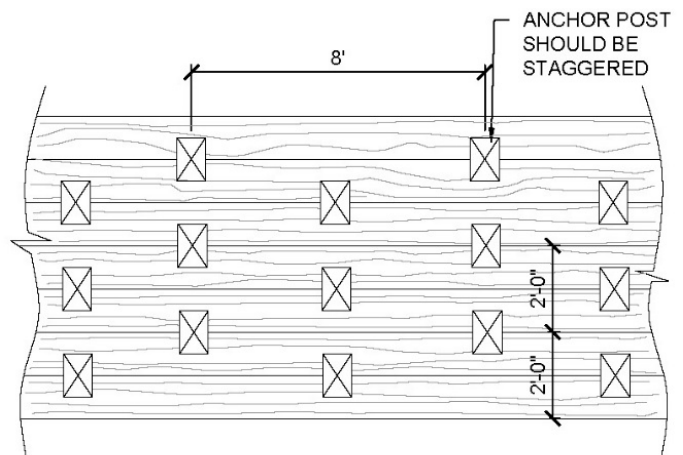 ANCHOR POST
SHOULD BE
STAGGERED
8'
2'-0"
2'-0"